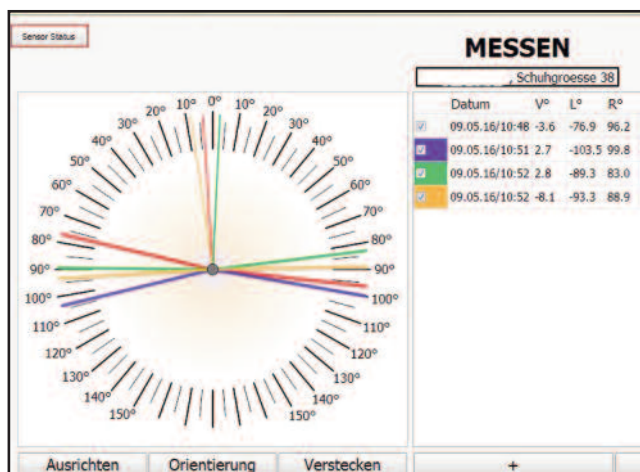 Sensor Status
MESSEN
, Schuhgroesse 38
Datum V° L° R°
09.05.16/10:48 -3.6 -76.9 96.2
09.05.16/10:51 2.7 -103.5 99.8
09.05.16/10:52 2.8 -89.3 83.0
09.05.16/10:52 -8.1 -93.3 88.9
10° 0° 10°
20° 20°
30° 30°
40° 40°
50° 50°
60° 60°
70° 70°
80° 80°
90° 90°
100° 100°
110° 110°
120° 120°
130° 130°
140° 140°
150° 150°
Ausrichten Orientierung Verstecken +